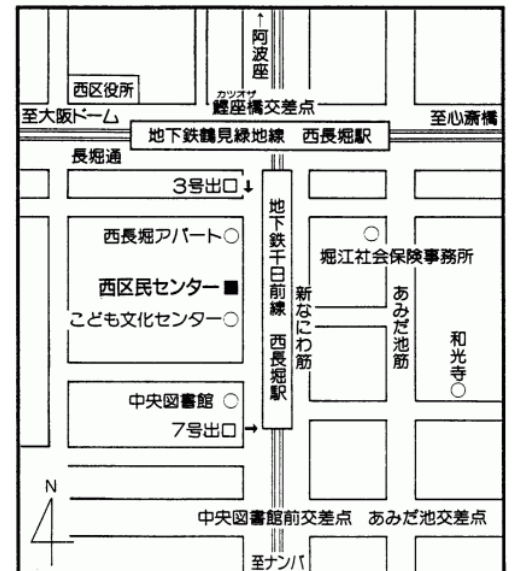 ↑阿波座
西区役所
カツオザ
鰹座橋交差点
至大阪ドーム
至心斎橋
地下鉄鶴見緑地線 西長堀駅
長堀通
3号出口↓
地下鉄千日前線 西長堀駅
西長堀アパート○
○
堀江社会保険事務所
西区民センター■
新なにわ筋
あみだ池筋
こども文化センター○
和光寺○
中央図書館 ○
7号出口→
N
中央図書館前交差点 あみだ池交差点
至ナンバ